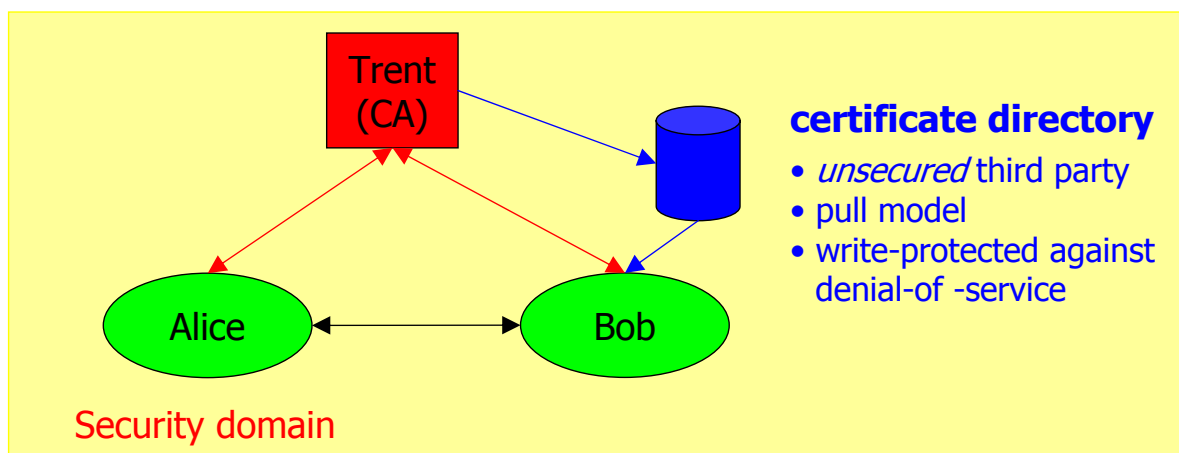 Trent
(CA)
certificate directory
• unsecured third party
• pull model
• write-protected against
denial-of -service
Alice
Bob
Security domain